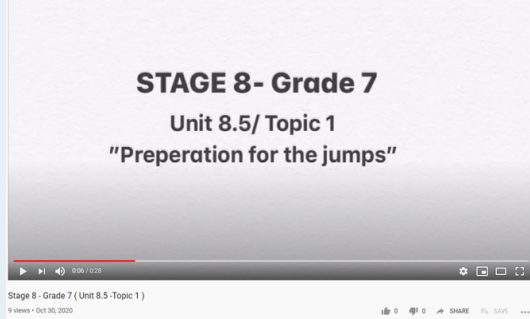 STAGE 8- Grade 7
Unit 8.5/ Topic 1
"Preperation for the jumps"
0:06 / 0:28
Stage 8 - Grade 7 ( Unit 8.5 -Topic 1 )
9 views • Oct 30, 2020
0
0
SHARE
SAVE